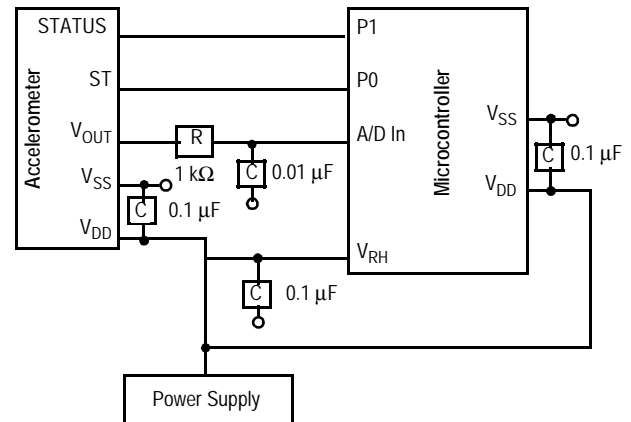 STATUS
ST
VOUT
VSS
VDD
Accelerometer
R
1 kΩ
C
0.01 µF
C
0.1 µF
C
0.1 µF
P1
P0
A/D In
VRH
Microcontroller
VSS
VDD
C
0.1 µF
Power Supply